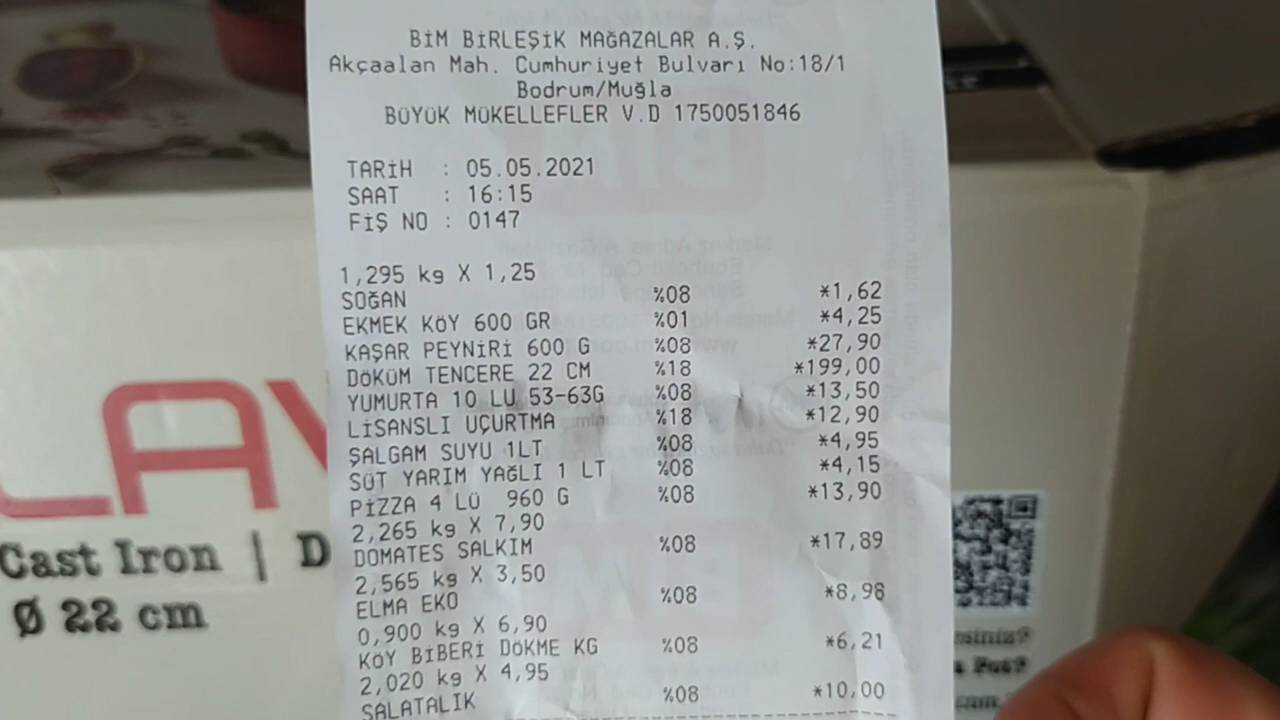 BİM BİRLEŞİK MAĞAZALAR A.Ş.
Akçaalan Mah. Cumhuriyet Bulvarı No:18/1
Bodrum/Muğla
BÜYÜK MÜKELLEFLER V.D 1750051846
TARİH : 05.05.2021
SAAT : 16:15
FİŞ NO : 0147
1,295 kg X 1,25
SOĞAN %08 *1,62
EKMEK KÖY 600 GR %01 *4,25
KAŞAR PEYNİRİ 600 G %08 *27,90
DÖKÜM TENCERE 22 CM %18 *199,00
YUMURTA 10 LU 53-63G %08 *13,50
LİSANSLI UÇURTMA %18 *12,90
ŞALGAM SUYU 1LT %08 *4,95
SÜT YARIM YAĞLI 1 LT %08 *4,15
PİZZA 4 LÜ 960 G %08 *13,90
2,265 kg X 7,90
DOMATES SALKIM %08 *17,89
2,565 kg X 3,50
ELMA EKO %08 *8,98
0,900 kg X 6,90
KÖY BİBERİ DÖKME KG %08 *6,21
2,020 kg X 4,95
SALATALIK %08 *10,00
LAV
Cast Iron | D
Ø 22 cm